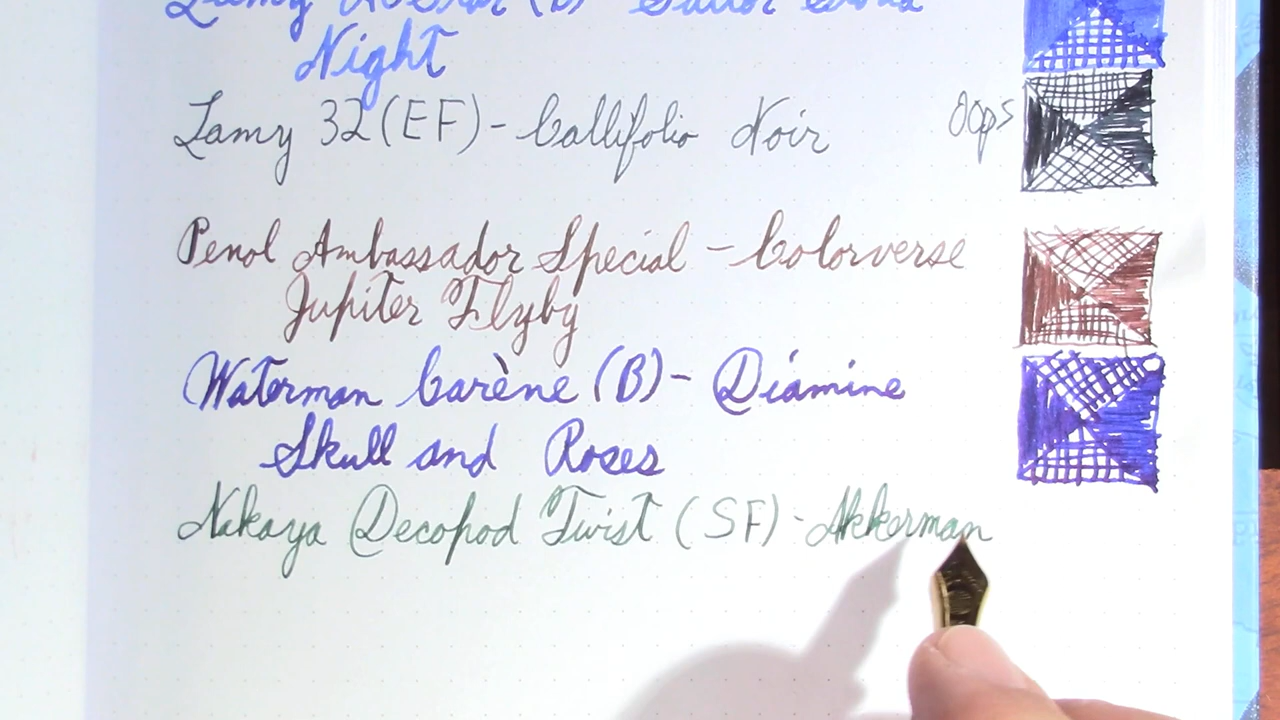 Night
Lamy 32 (EF) - Callifolio Noir Oops
Penol Ambassador Special - Colorverse
Jupiter Flyby
Waterman Carène (B) - Diamine
Skull and Roses
Nakaya Decopod Twist (SF) - Akkerman